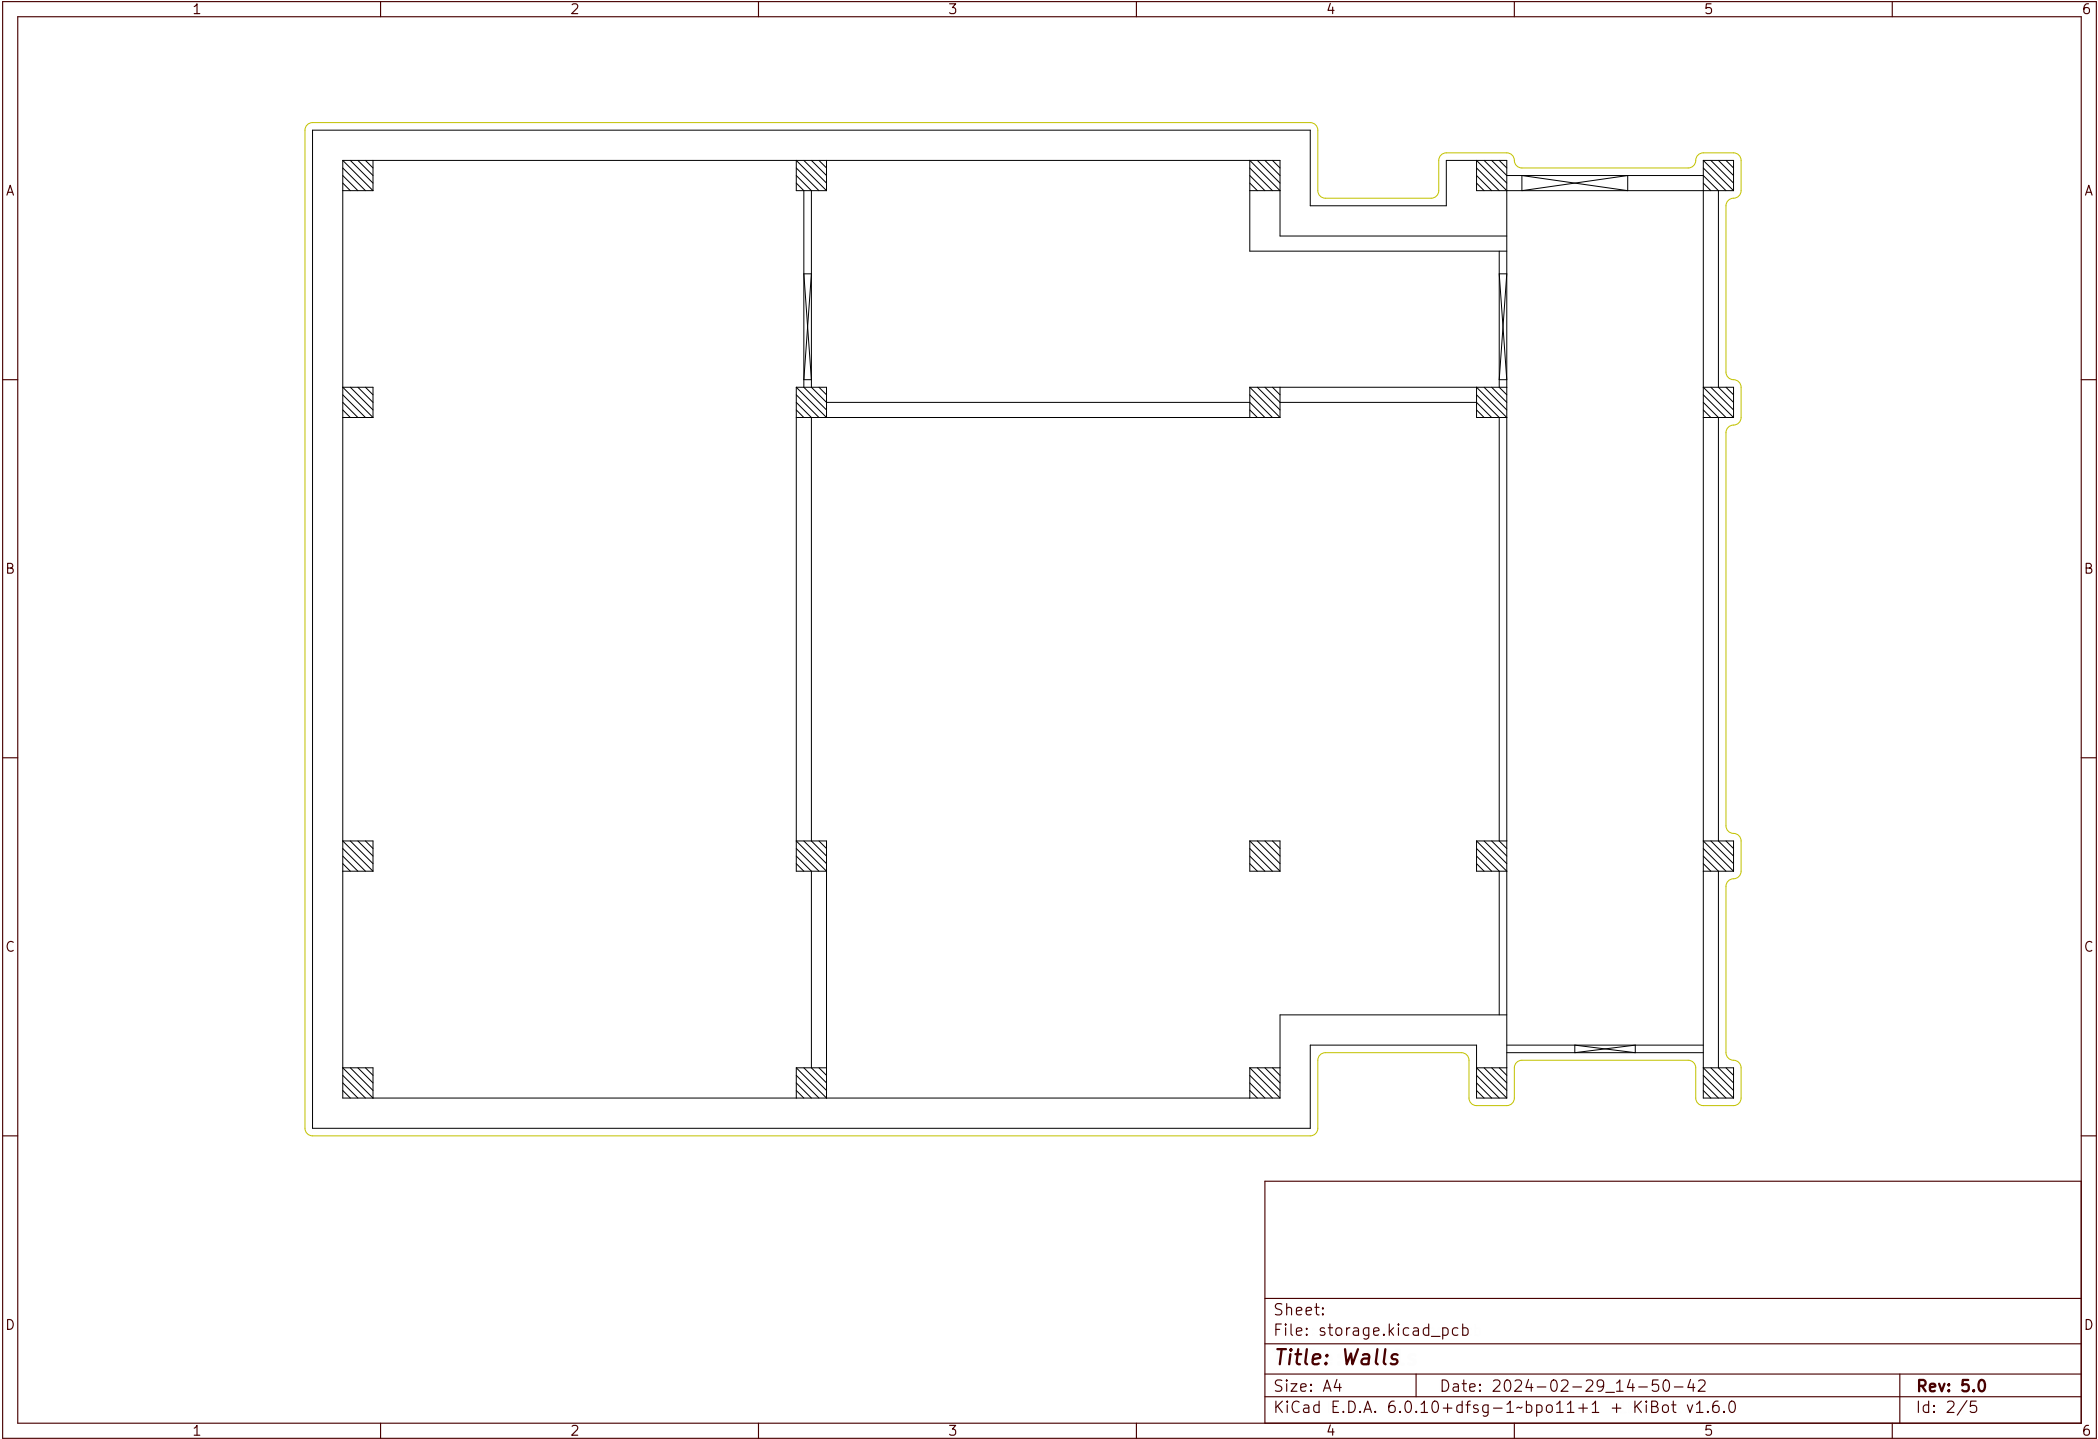 1 2 3 4 5 6
A A
B B
C C
D D
Sheet:
File: storage.kicad_pcb
Title: Walls
Size: A4 Date: 2024-02-29_14-50-42 Rev: 5.0
KiCad E.D.A. 6.0.10+dfsg-1~bpo11+1 + KiBot v1.6.0 Id: 2/5
1 2 3 4 5 6